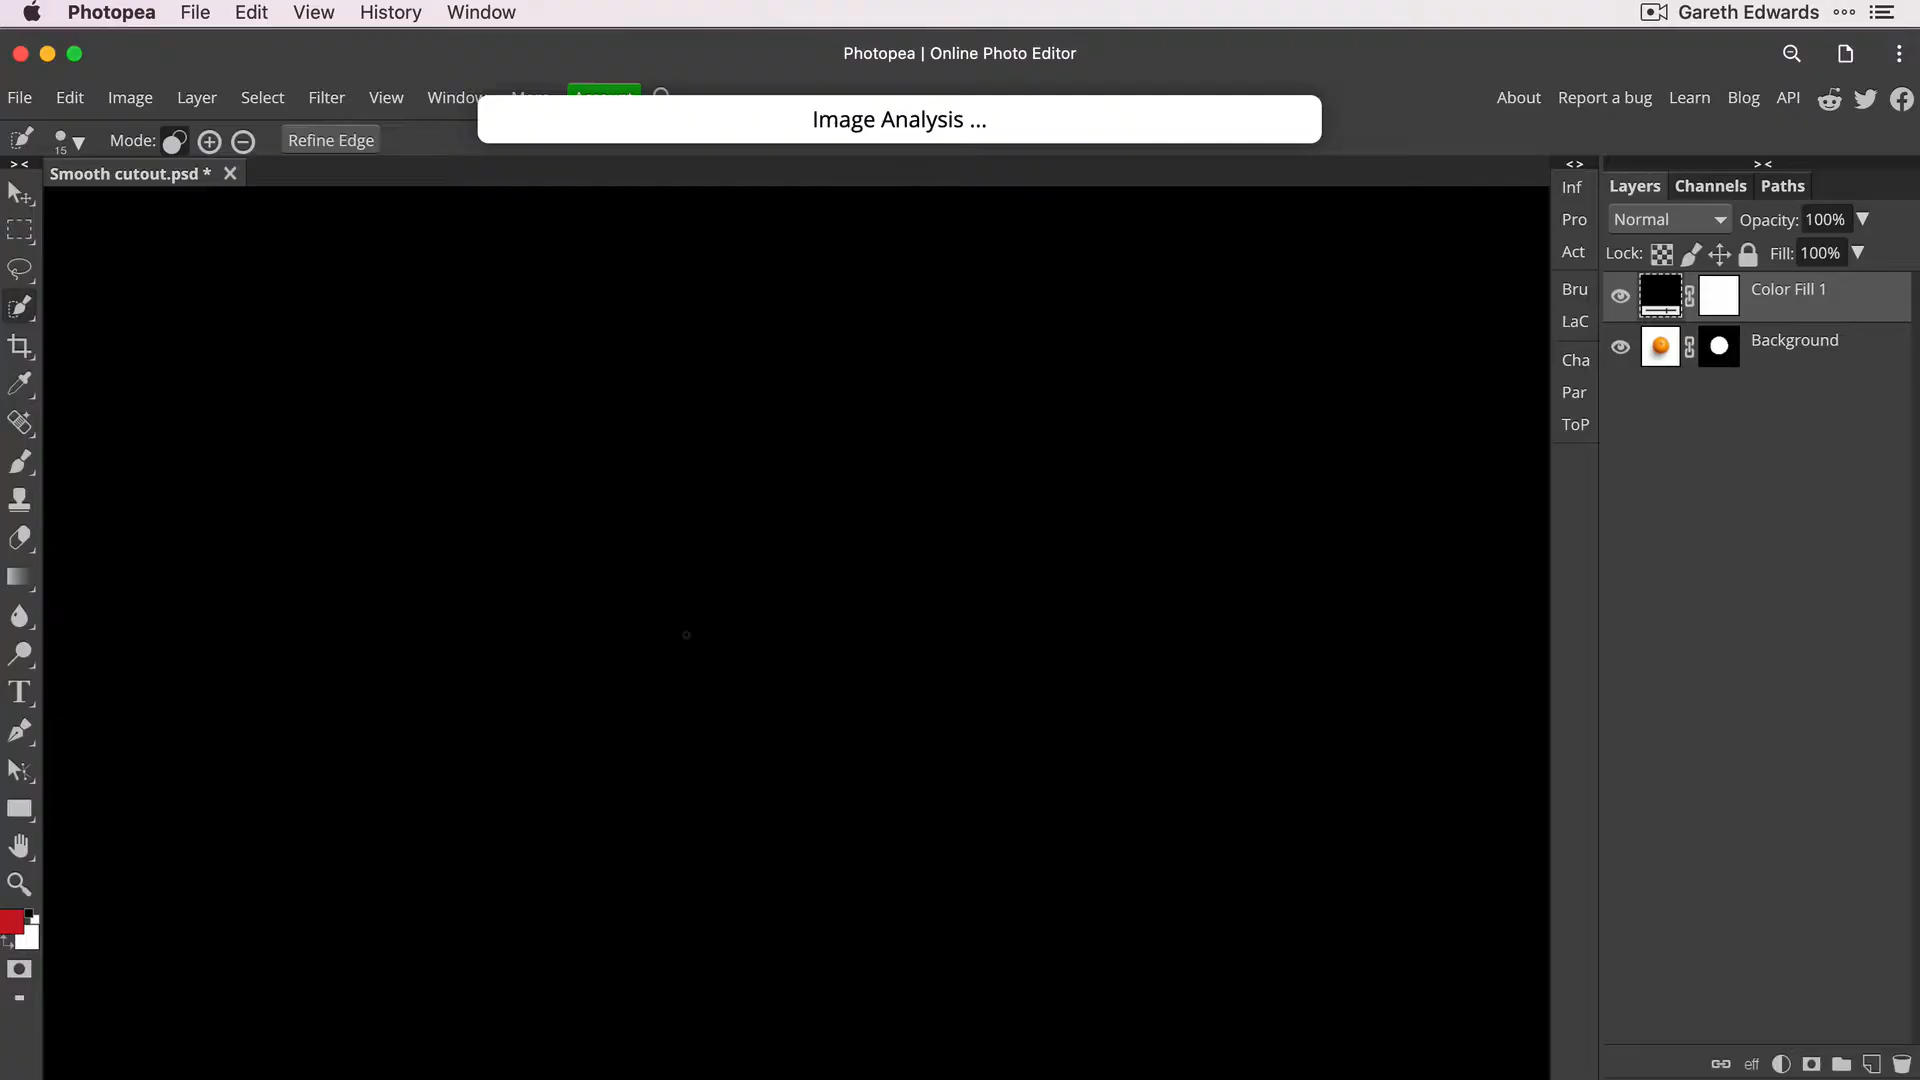 Photopea File Edit View History Window Gareth Edwards
Photopea | Online Photo Editor
File Edit Image Layer Select Filter View Window About Report a bug Learn Blog API
Image Analysis ...
15 Mode: Refine Edge
Smooth cutout.psd *
Inf
Pro
Act
Bru
LaC
Cha
Par
ToP
Layers Channels Paths
Normal Opacity: 100%
Lock: Fill: 100%
Color Fill 1
Background
eff